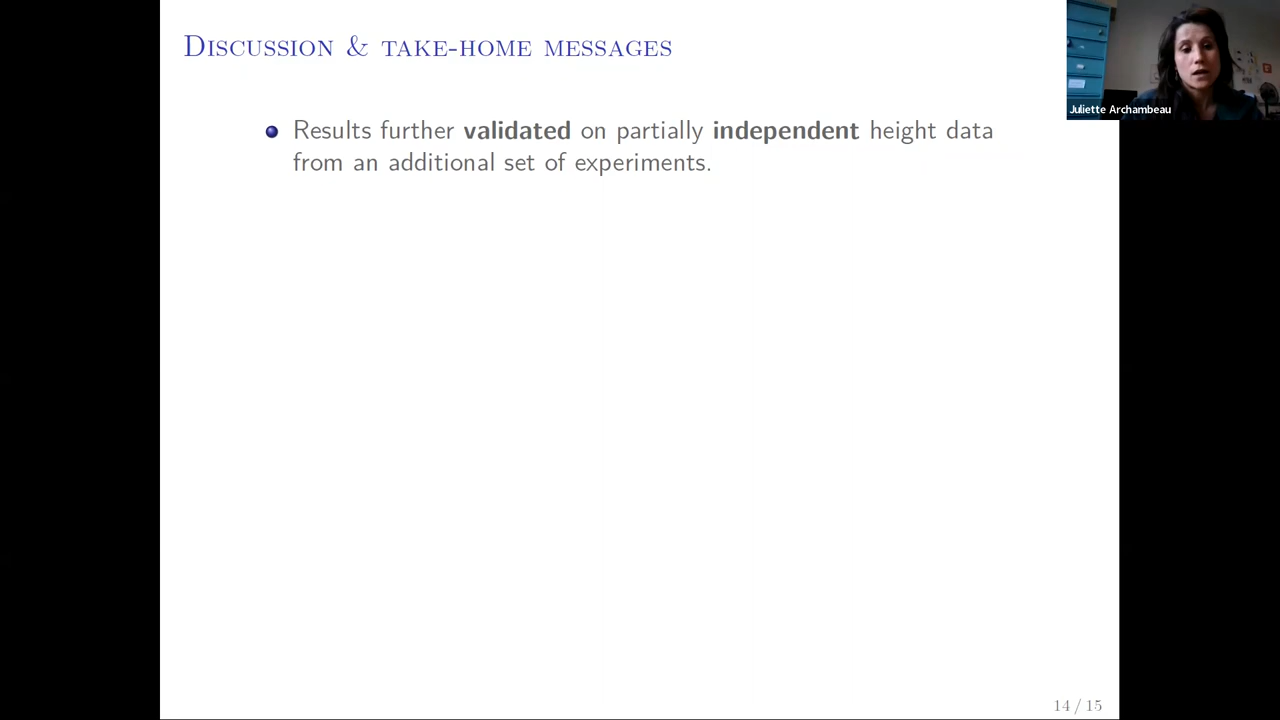 Discussion & take-home messages
Juliette Archambeau
Results further validated on partially independent height data
from an additional set of experiments.
14 / 15